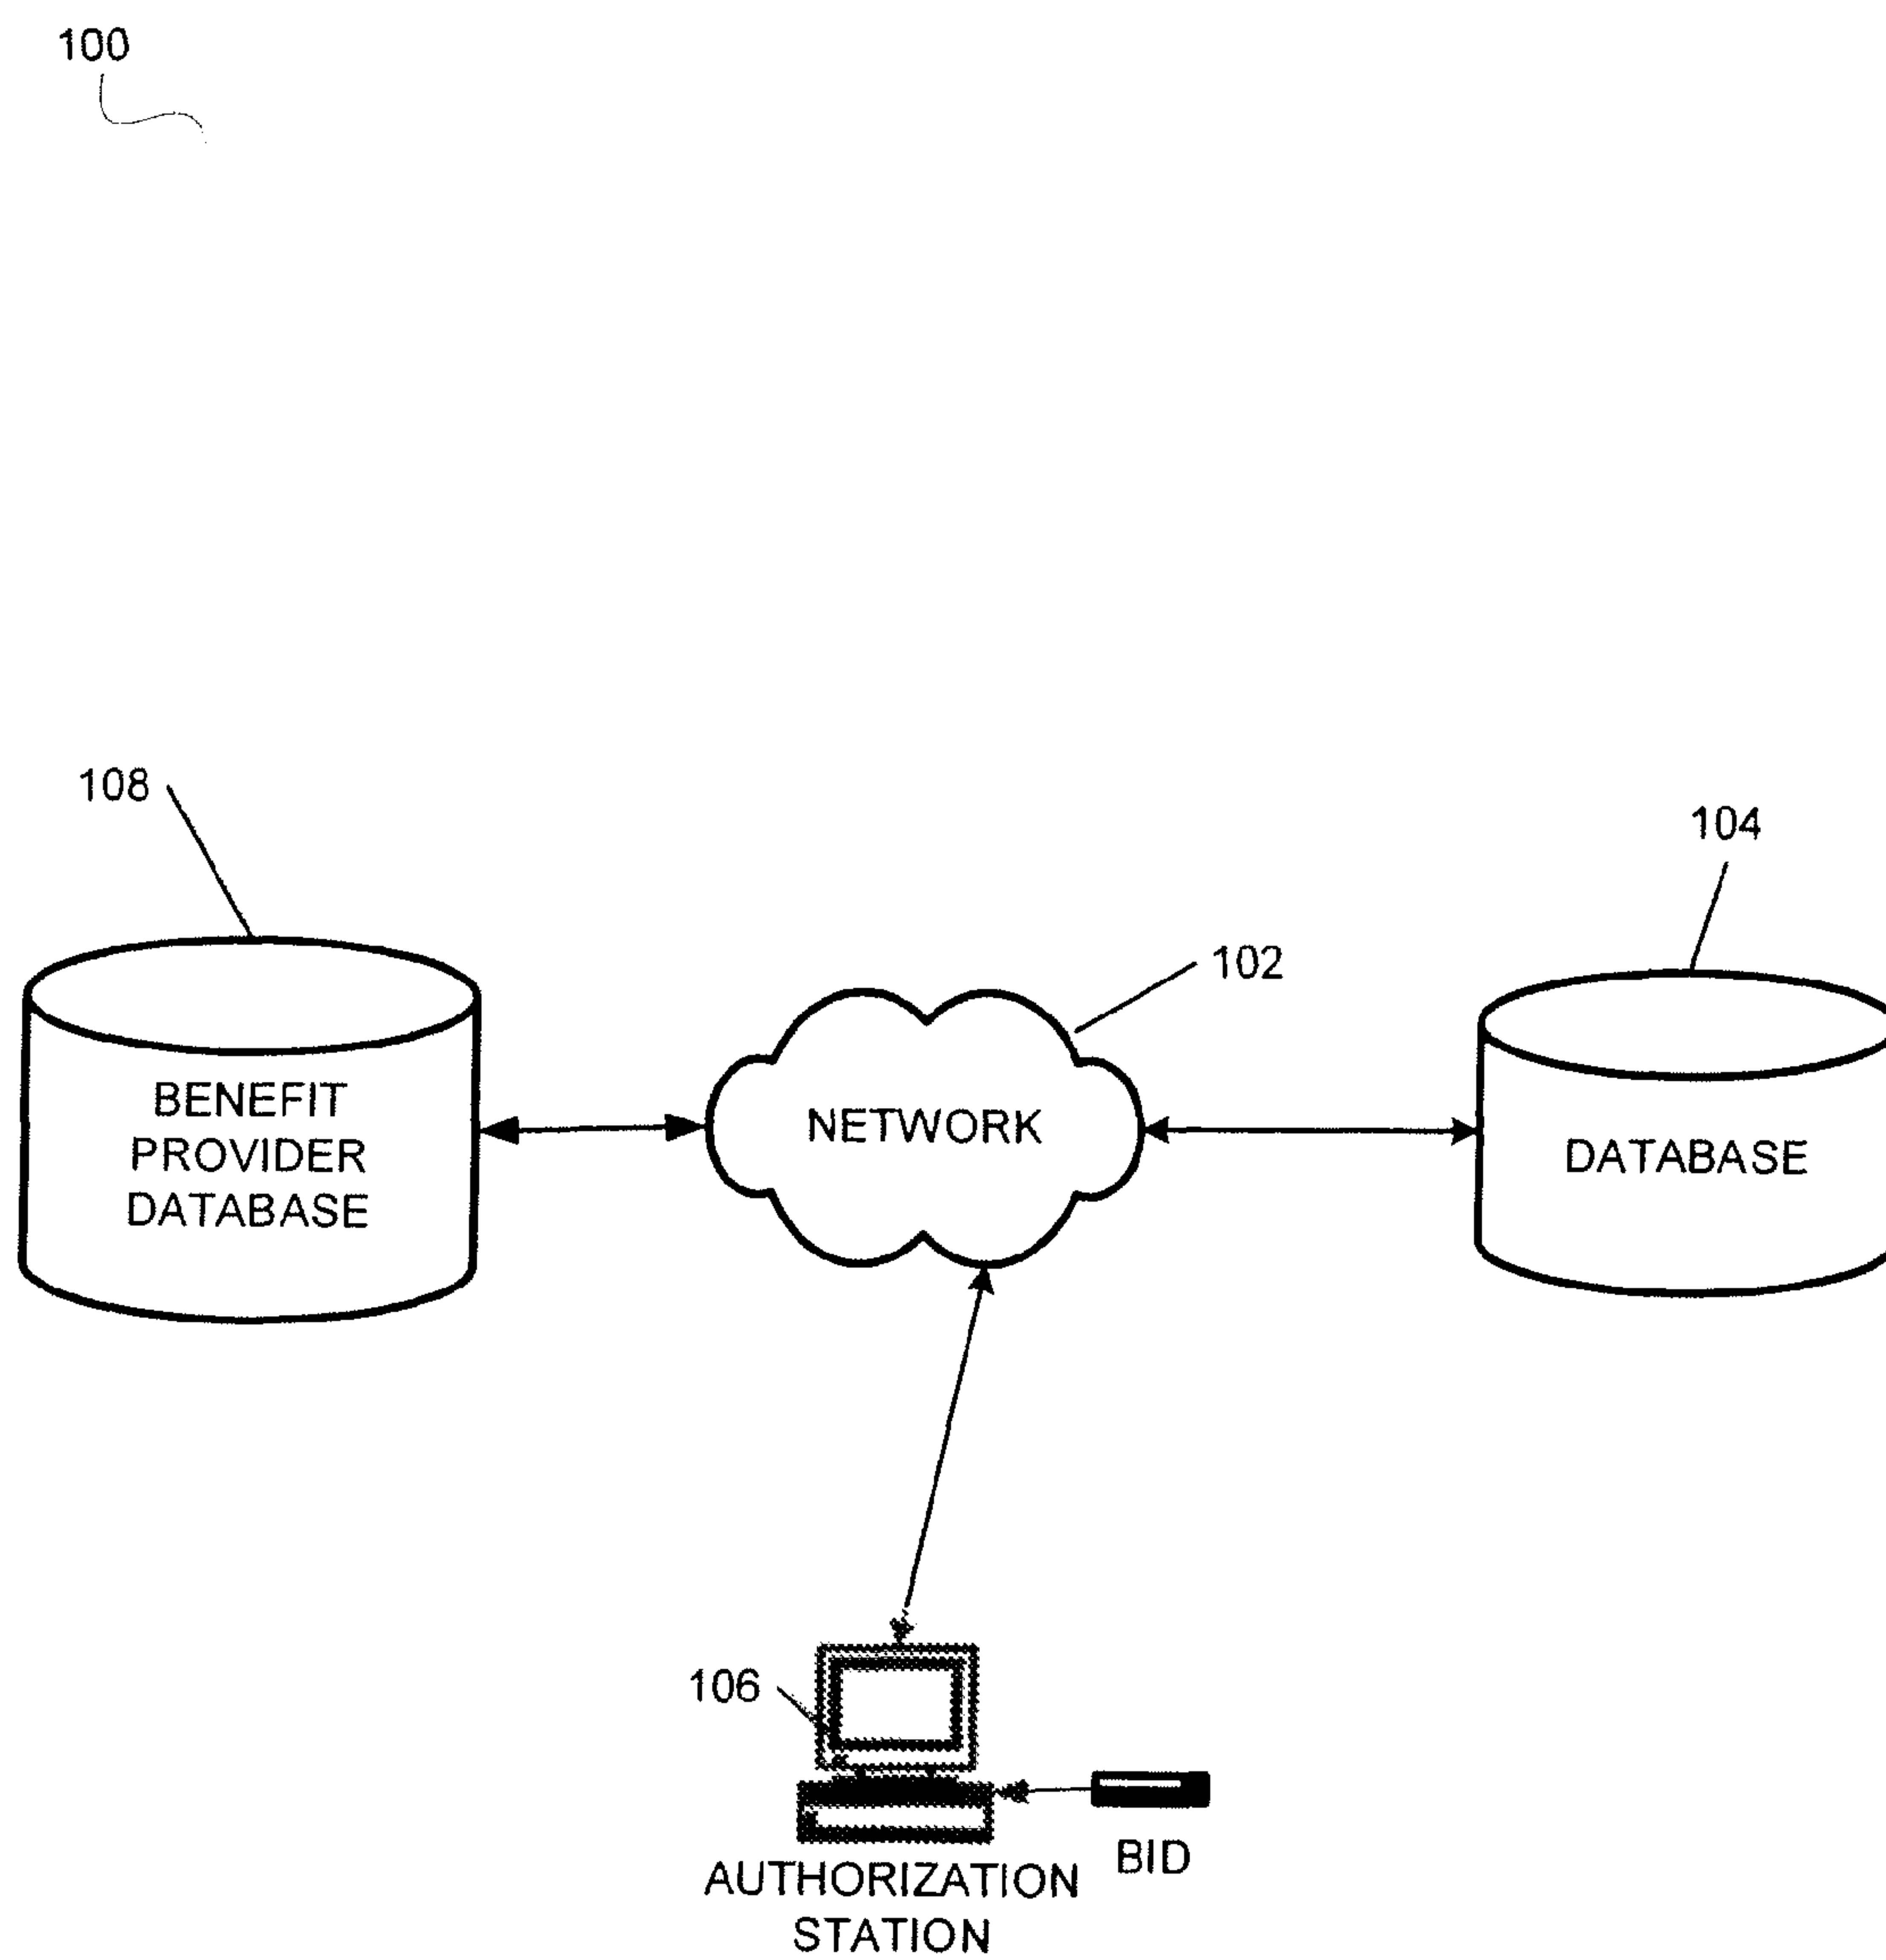 100
108
104
102
BENEFIT
PROVIDER
DATABASE
NETWORK
DATABASE
106
BID
AUTHORIZATION
STATION